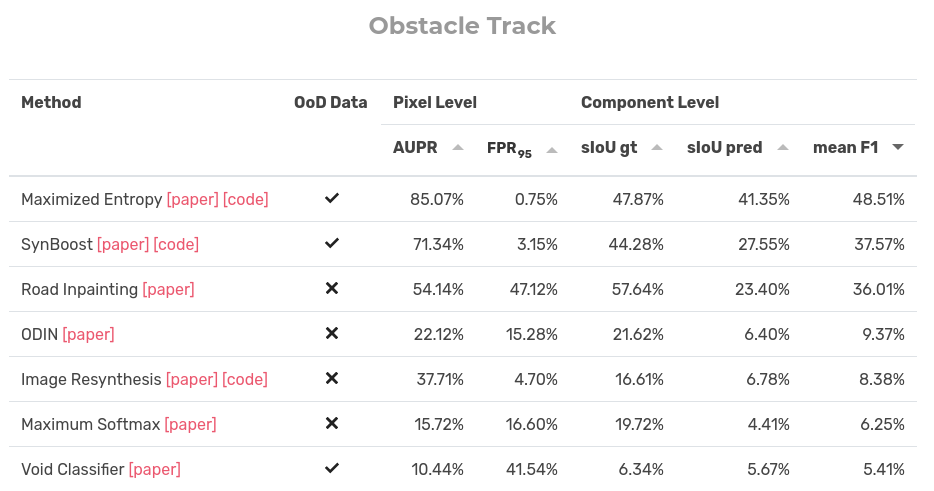 Obstacle Track
Method OoD Data Pixel Level Component Level
AUPR FPR95 sIoU gt sIoU pred mean F1
Maximized Entropy [paper] [code] ✔ 85.07% 0.75% 47.87% 41.35% 48.51%
SynBoost [paper] [code] ✔ 71.34% 3.15% 44.28% 27.55% 37.57%
Road Inpainting [paper] ✖ 54.14% 47.12% 57.64% 23.40% 36.01%
ODIN [paper] ✖ 22.12% 15.28% 21.62% 6.40% 9.37%
Image Resynthesis [paper] [code] ✖ 37.71% 4.70% 16.61% 6.78% 8.38%
Maximum Softmax [paper] ✖ 15.72% 16.60% 19.72% 4.41% 6.25%
Void Classifier [paper] ✔ 10.44% 41.54% 6.34% 5.67% 5.41%